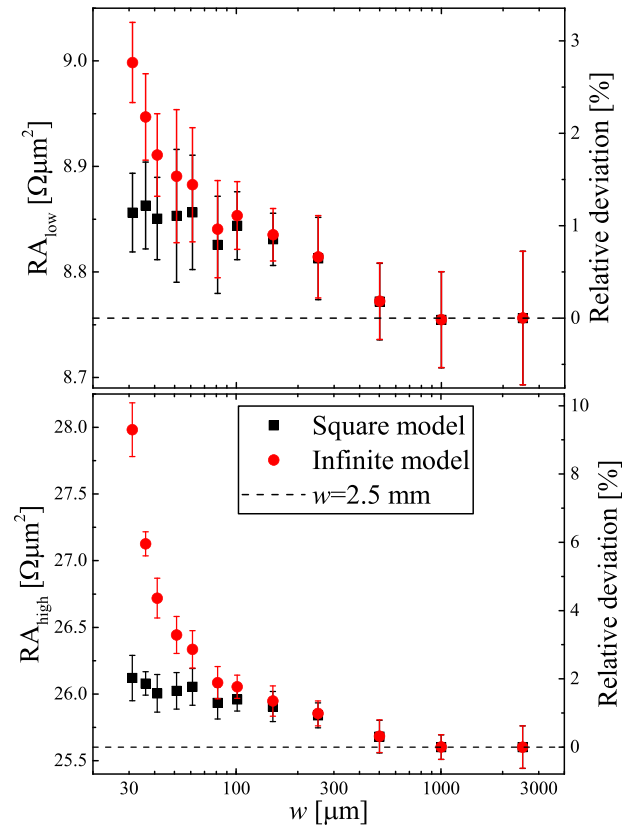 9.0
8.9
8.8
8.7
RA_low [Ωμm²]
3
2
1
0
Relative deviation [%]
28.0
27.5
27.0
26.5
26.0
25.5
RA_high [Ωμm²]
Square model
Infinite model
w=2.5 mm
10
8
6
4
2
0
Relative deviation [%]
30 100 300 1000 3000
w [μm]